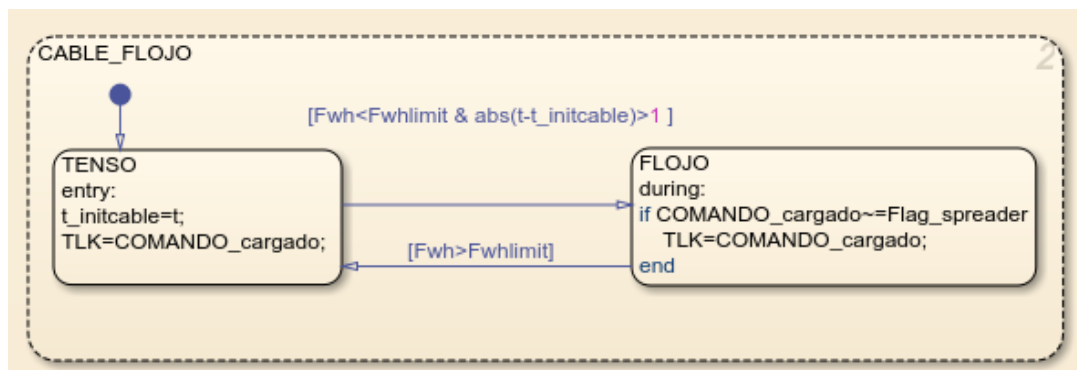 CABLE_FLOJO
2
[Fwh<Fwhlimit & abs(t-t_initcable)>1 ]
TENSO
entry:
t_initcable=t;
TLK=COMANDO_cargado;
FLOJO
during:
if COMANDO_cargado~=Flag_spreader
TLK=COMANDO_cargado;
end
[Fwh>Fwhlimit]